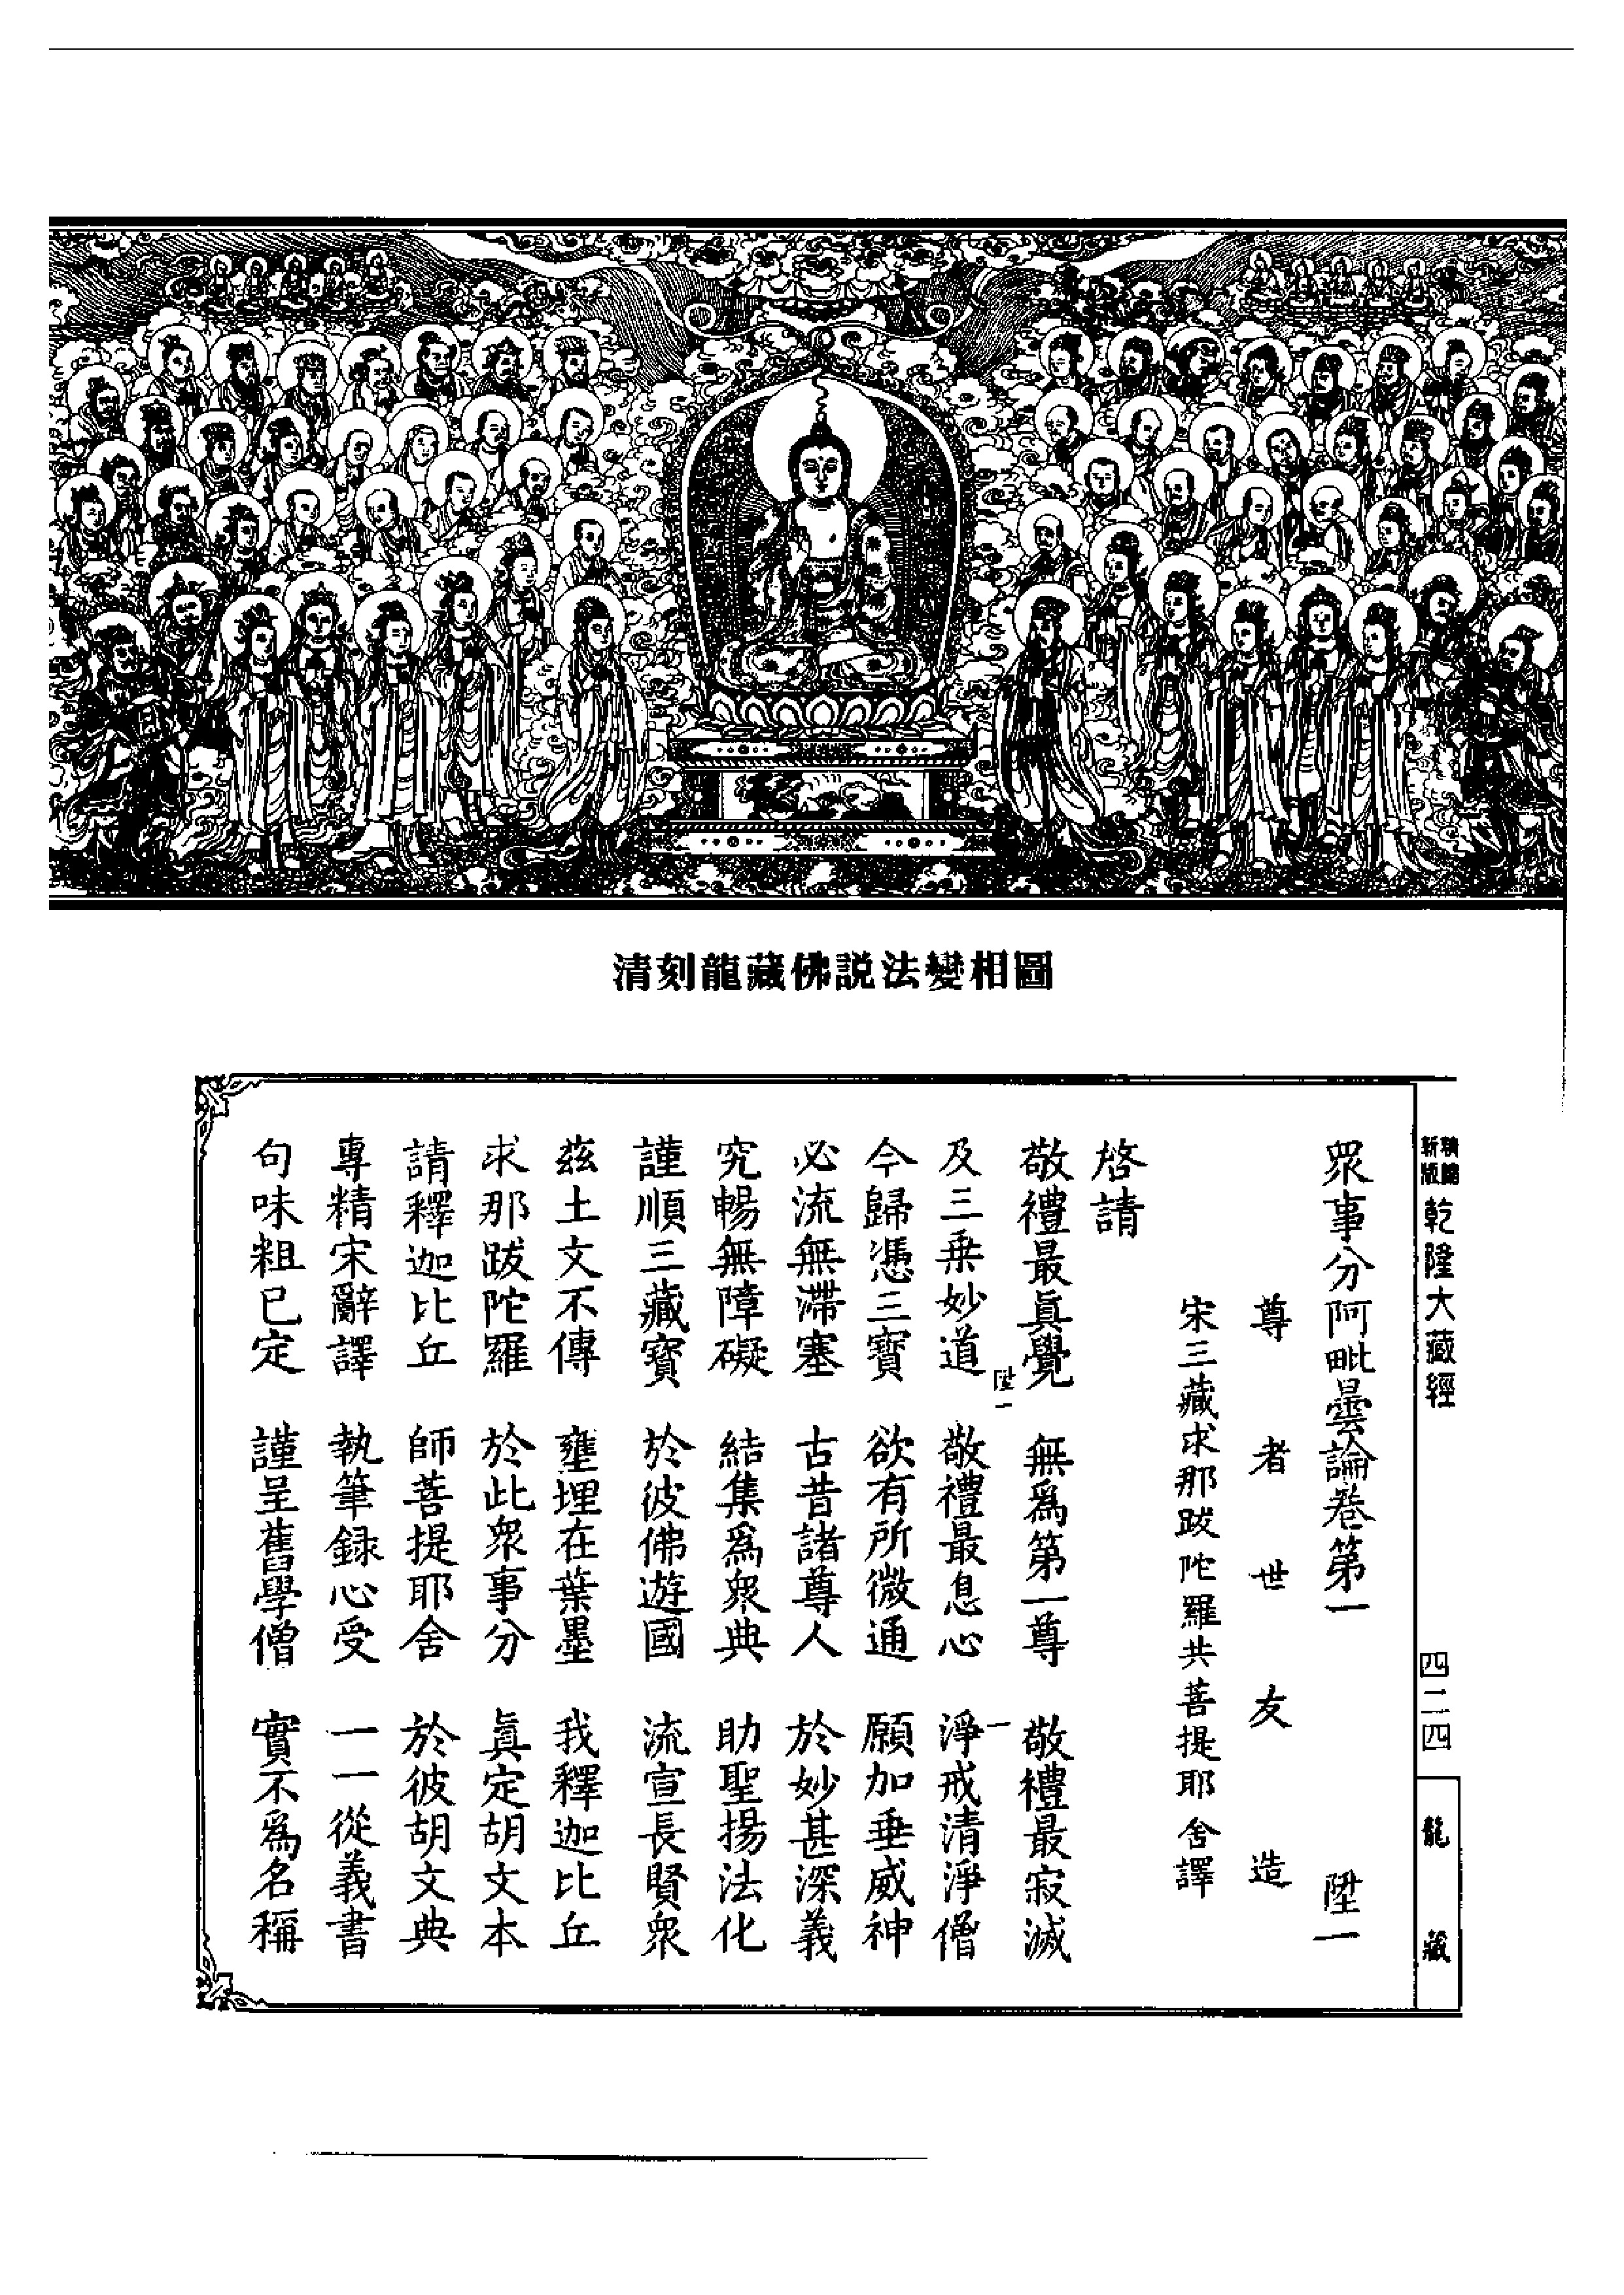 清刻龍藏佛説法變相圖
新版
精縮
乾隆大藏經
四二四
龍藏
眾事分阿毗曇論卷第一 陞一
尊者世友造
宋三藏求那跋陀羅共菩提耶舍譯
啓請
敬禮最眞覺 無爲第一尊 敬禮最寂滅
陞一 一
及三乘妙道 敬禮最息心 淨戒清淨僧
今歸憑三寶 欲有所微通 願加垂威神
必流無滯塞 古昔諸尊人 於妙甚深義
究暢無障礙 結集爲眾典 助聖揚法化
謹順三藏寶 於彼佛遊國 流宣長賢眾
茲土文不傳 壅埋在葉墨 我釋迦比丘
求那跋陀羅 於此眾事分 眞定胡文本
請釋迦比丘 師菩提耶舍 於彼胡文典
專精宋辭譯 執筆録心受 一一從義書
句味粗已定 謹呈舊學僧 實不爲名稱